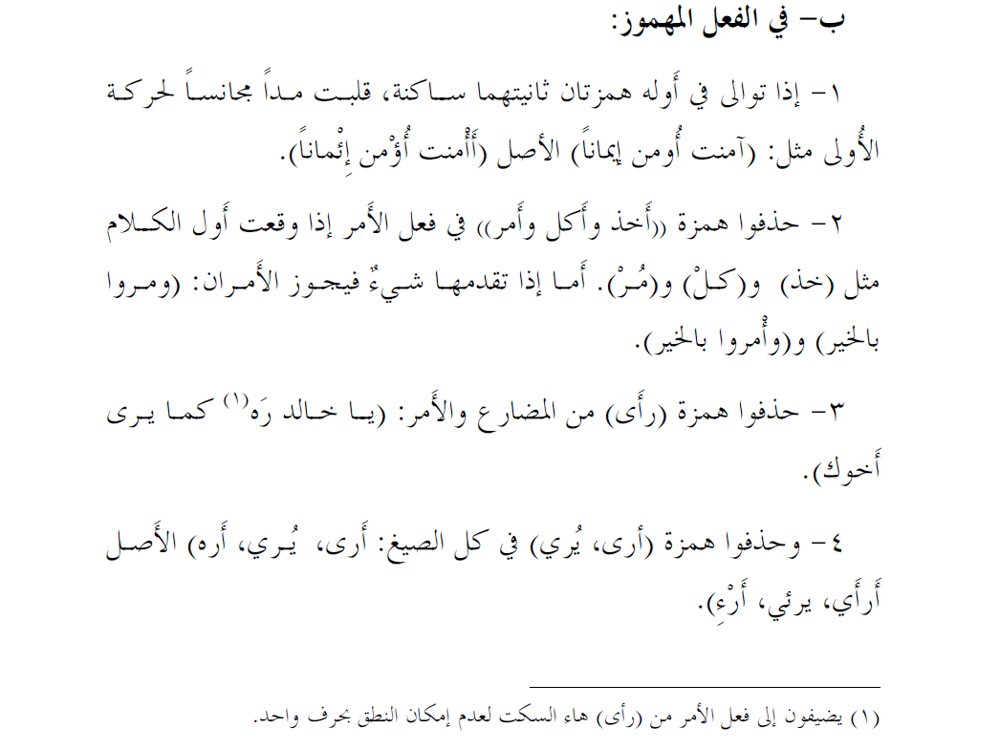 ب- في الفعل المهموز:
١- إذا توالى في أَوله همزتان ثانيتهما ساكنة، قلبت مداً مجانساً لحركة
الأُولى مثل: (آمنت أُومن إيماناً) الأصل (أَأْمنت أُؤْمن إِئْماناً).
٢- حذفوا همزة ((أَخذ وأَكل وأَمر)) في فعل الأمر إذا وقعت أَول الكلام
مثل (خذ) و(كلْ) و(مُرْ). أَما إذا تقدمها شيءٌ فيجوز الأَمران: (ومروا
بالخير) و(وأْمروا بالخير).
٣- حذفوا همزة (رأَى) من المضارع والأَمر: (يا خالد رَه(١) كما يرى
أَخوك).
٤- وحذفوا همزة (أرى، يُري) في كل الصيغ: أَرى، يُري، أَره) الأَصل
أَرأَي، يرئي، أَرْءِ).
(١) يضيفون إلى فعل الأمر من (رأى) هاء السكت لعدم إمكان النطق بحرف واحد.